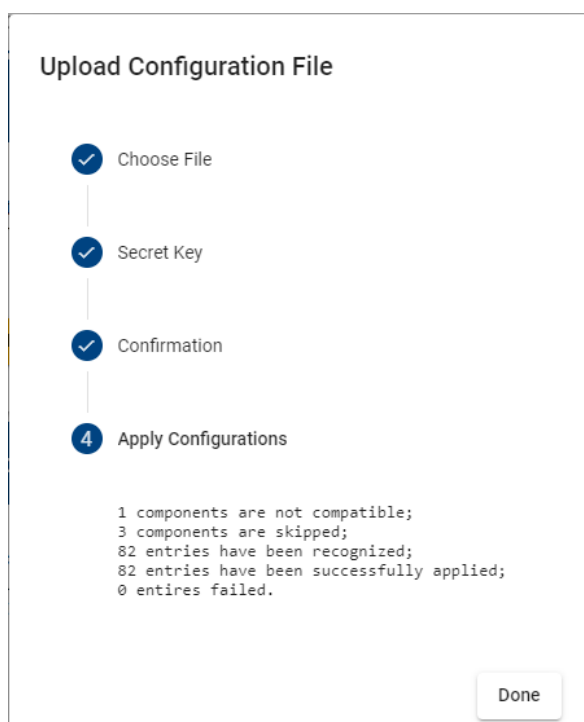 Upload Configuration File
Choose File
Secret Key
Confirmation
4 Apply Configurations
1 components are not compatible;
3 components are skipped;
82 entries have been recognized;
82 entries have been successfully applied;
0 entires failed.
Done